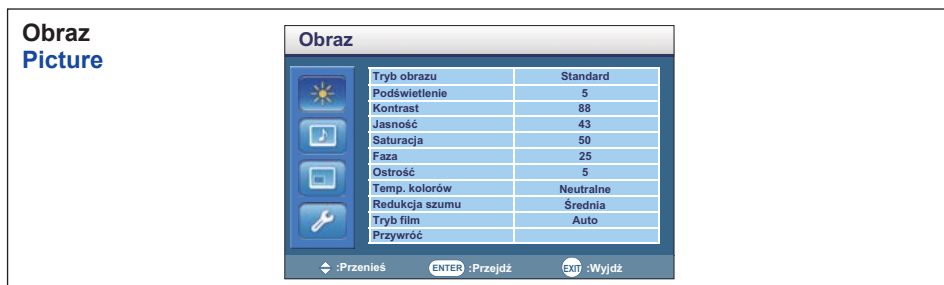 Obraz
Picture
Obraz
Tryb obrazu Standard
Podświetlenie 5
Kontrast 88
Jasność 43
Saturacja 50
Faza 25
Ostrość 5
Temp. kolorów Neutralne
Redukcja szumu Średnia
Tryb film Auto
Przywróć
:Przenieś ENTER :Przejdź EXIT :Wyjdź